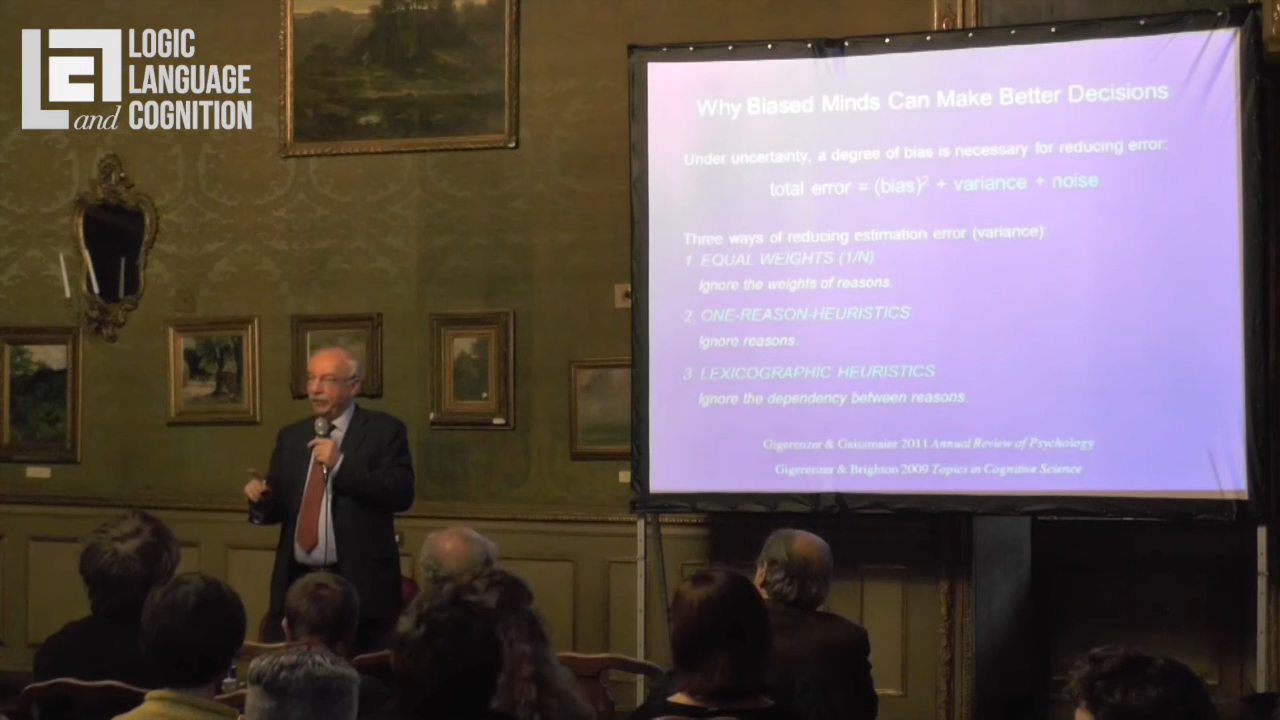 LOGIC
LANGUAGE
and COGNITION
Why Biased Minds Can Make Better Decisions
Under uncertainty, a degree of bias is necessary for reducing error:
total error = (bias)² + variance + noise
Three ways of reducing estimation error (variance):
1. EQUAL WEIGHTS (1/N)
Ignore the weights of reasons.
2. ONE-REASON-HEURISTICS
Ignore reasons.
3. LEXICOGRAPHIC HEURISTICS
Ignore the dependency between reasons.
Gigerenzer & Gaissmaier 2011 Annual Review of Psychology
Gigerenzer & Brighton 2009 Topics in Cognitive Science